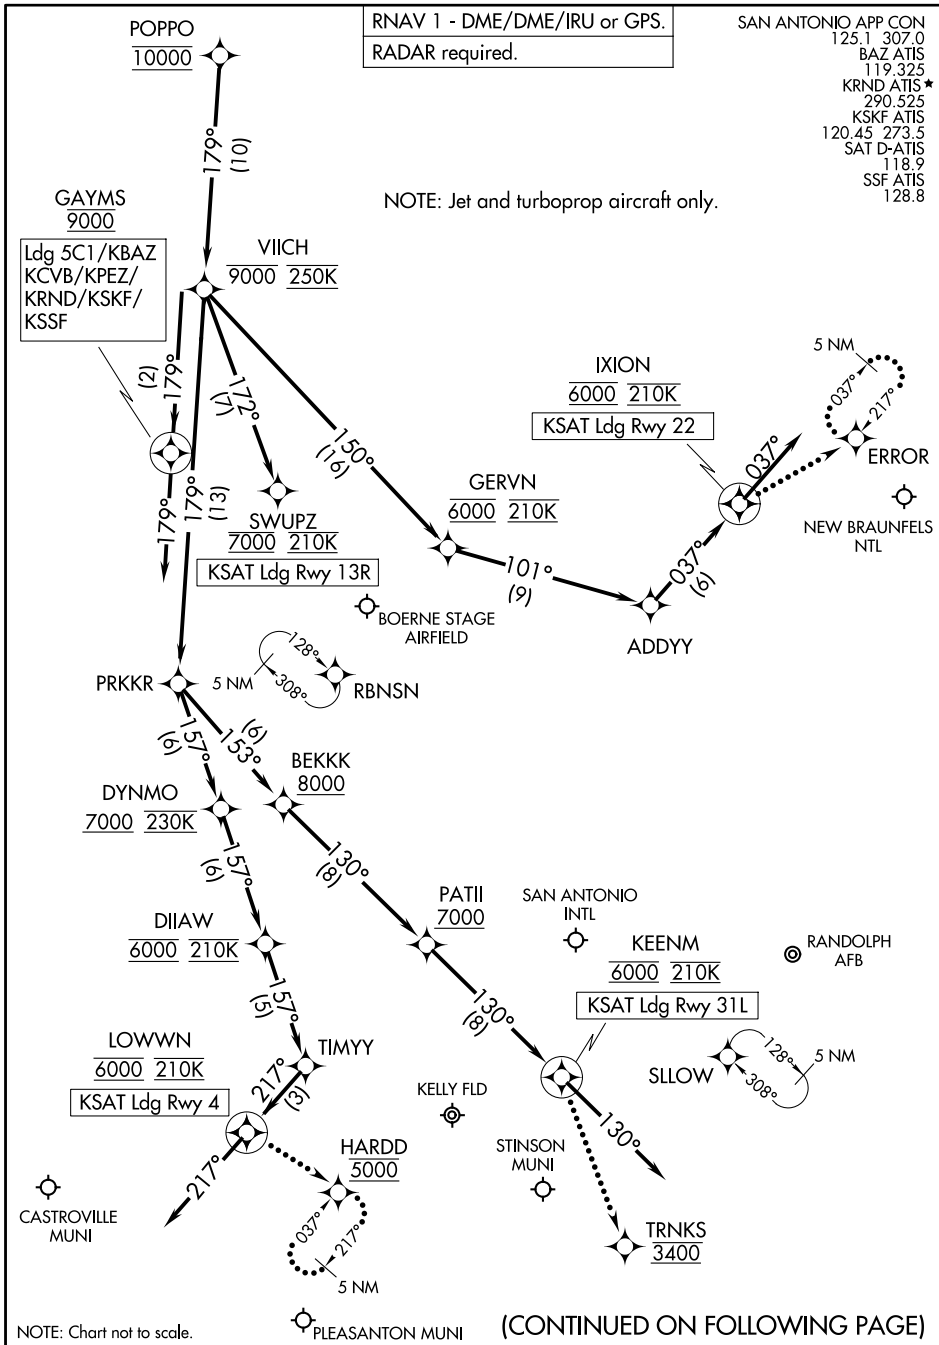 RNAV 1 - DME/DME/IRU or GPS.
RADAR required.
SAN ANTONIO APP CON
125.1 307.0
BAZ ATIS
119.325
KRND ATIS★
290.525
KSKF ATIS
120.45 273.5
SAT D-ATIS
118.9
SSF ATIS
128.8
POPPO
10000
179°
(10)
NOTE: Jet and turboprop aircraft only.
GAYMS
9000
Ldg 5C1/KBAZ
KCVB/KPEZ/
KRND/KSKF/
KSSF
VIICH
9000 250K
179°
(2)
179°
179°
(13)
172°
(7)
SWUPZ
7000 210K
KSAT Ldg Rwy 13R
150°
(16)
GERVN
6000 210K
101°
(9)
ADDYY
037°
(6)
IXION
6000 210K
KSAT Ldg Rwy 22
037°
5 NM
037°
217°
ERROR
NEW BRAUNFELS
NTL
BOERNE STAGE
AIRFIELD
PRKKR
5 NM
128°
308°
RBNSN
157°
(6)
153°
(6)
BEKKK
8000
DYNMO
7000 230K
157°
(6)
130°
(8)
DIIAW
6000 210K
PATII
7000
SAN ANTONIO
INTL
RANDOLPH
AFB
KEENM
6000 210K
KSAT Ldg Rwy 31L
157°
(5)
130°
(8)
LOWWN
6000 210K
KSAT Ldg Rwy 4
TIMYY
217°
(3)
217°
KELLY FLD
SLLOW
128°
308°
5 NM
130°
STINSON
MUNI
HARDD
5000
037°
217°
5 NM
CASTROVILLE
MUNI
TRNKS
3400
PLEASANTON MUNI
NOTE: Chart not to scale.
(CONTINUED ON FOLLOWING PAGE)